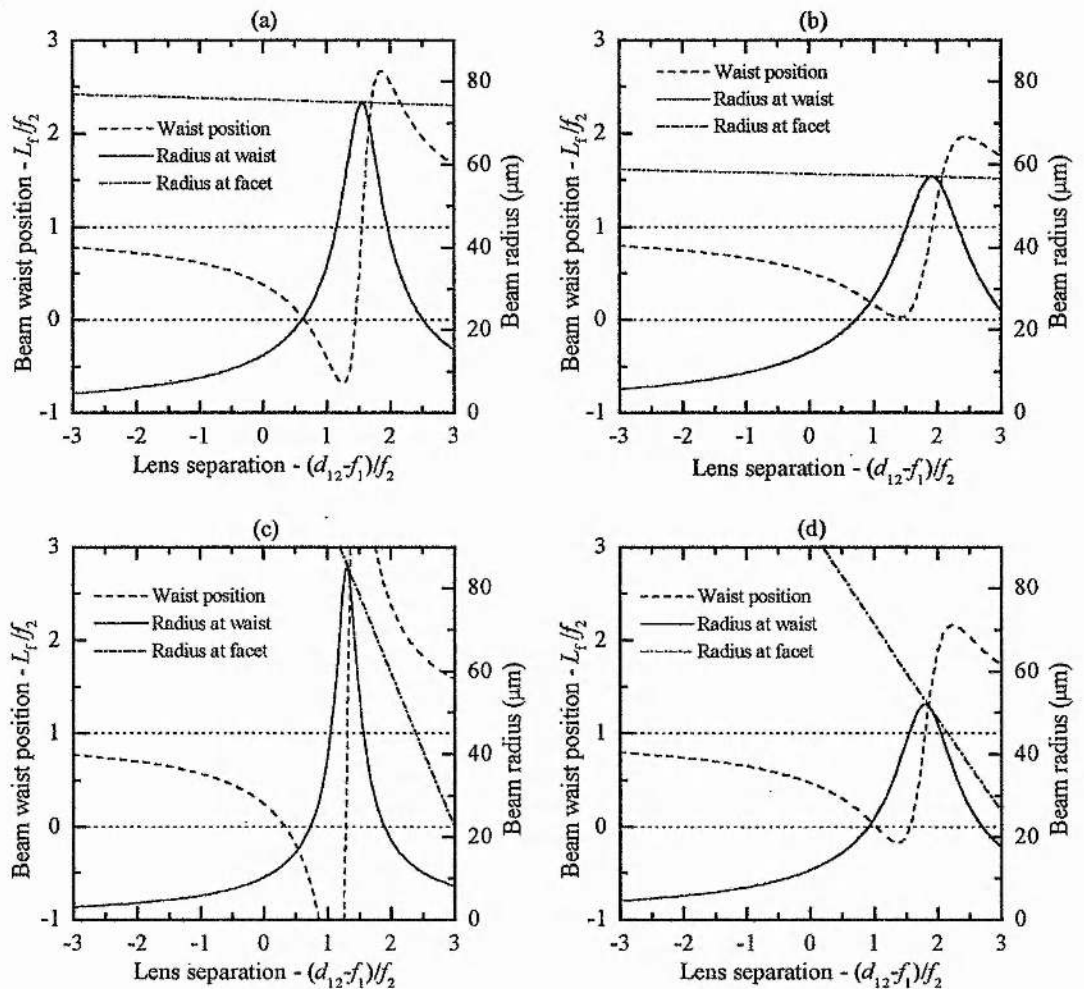 (a)
3
2
1
0
-1
80
60
40
20
0
Waist position
Radius at waist
Radius at facet
Beam waist position - L_f/f_2
Beam radius (μm)
-3 -2 -1 0 1 2 3
Lens separation - (d_12-f_1)/f_2
(b)
3
2
1
0
-1
80
60
40
20
0
Waist position
Radius at waist
Radius at facet
Beam waist position - L_f/f_2
Beam radius (μm)
-3 -2 -1 0 1 2 3
Lens separation - (d_12-f_1)/f_2
(c)
3
2
1
0
-1
80
60
40
20
0
Waist position
Radius at waist
Radius at facet
Beam waist position - L_f/f_2
Beam radius (μm)
-3 -2 -1 0 1 2 3
Lens separation - (d_12-f_1)/f_2
(d)
3
2
1
0
-1
80
60
40
20
0
Waist position
Radius at waist
Radius at facet
Beam waist position - L_f/f_2
Beam radius (μm)
-3 -2 -1 0 1 2 3
Lens separation - (d_12-f_1)/f_2